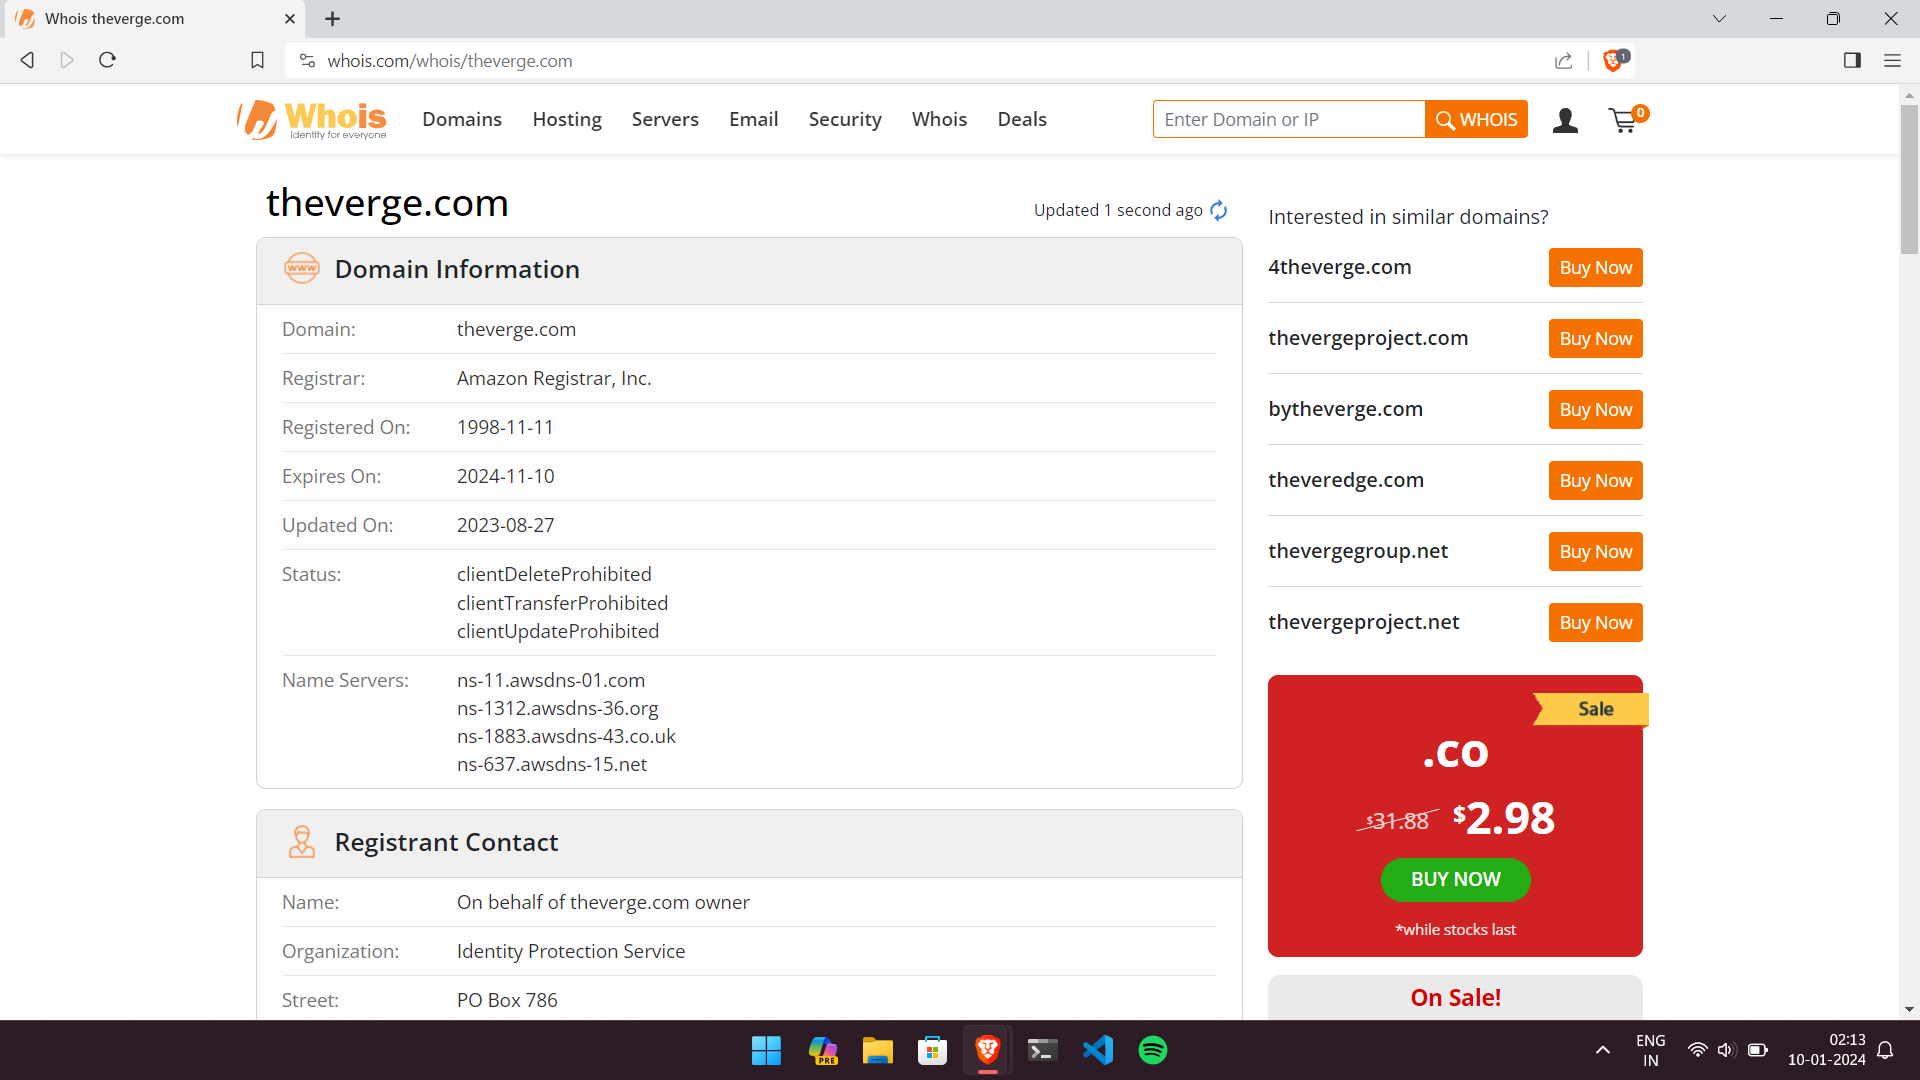 Whois theverge.com
whois.com/whois/theverge.com
1
Whois
Identity for everyone
Domains Hosting Servers Email Security Whois Deals
Enter Domain or IP
WHOIS
0
theverge.com
Updated 1 second ago
www
Domain Information
Domain: theverge.com
Registrar: Amazon Registrar, Inc.
Registered On: 1998-11-11
Expires On: 2024-11-10
Updated On: 2023-08-27
Status: clientDeleteProhibited
clientTransferProhibited
clientUpdateProhibited
Name Servers: ns-11.awsdns-01.com
ns-1312.awsdns-36.org
ns-1883.awsdns-43.co.uk
ns-637.awsdns-15.net
Registrant Contact
Name: On behalf of theverge.com owner
Organization: Identity Protection Service
Street: PO Box 786
Interested in similar domains?
4theverge.com Buy Now
thevergeproject.com Buy Now
bytheverge.com Buy Now
theveredge.com Buy Now
thevergegroup.net Buy Now
thevergeproject.net Buy Now
Sale
.co
$31.88 $2.98
BUY NOW
*while stocks last
On Sale!
PRE
ENG
IN
02:13
10-01-2024